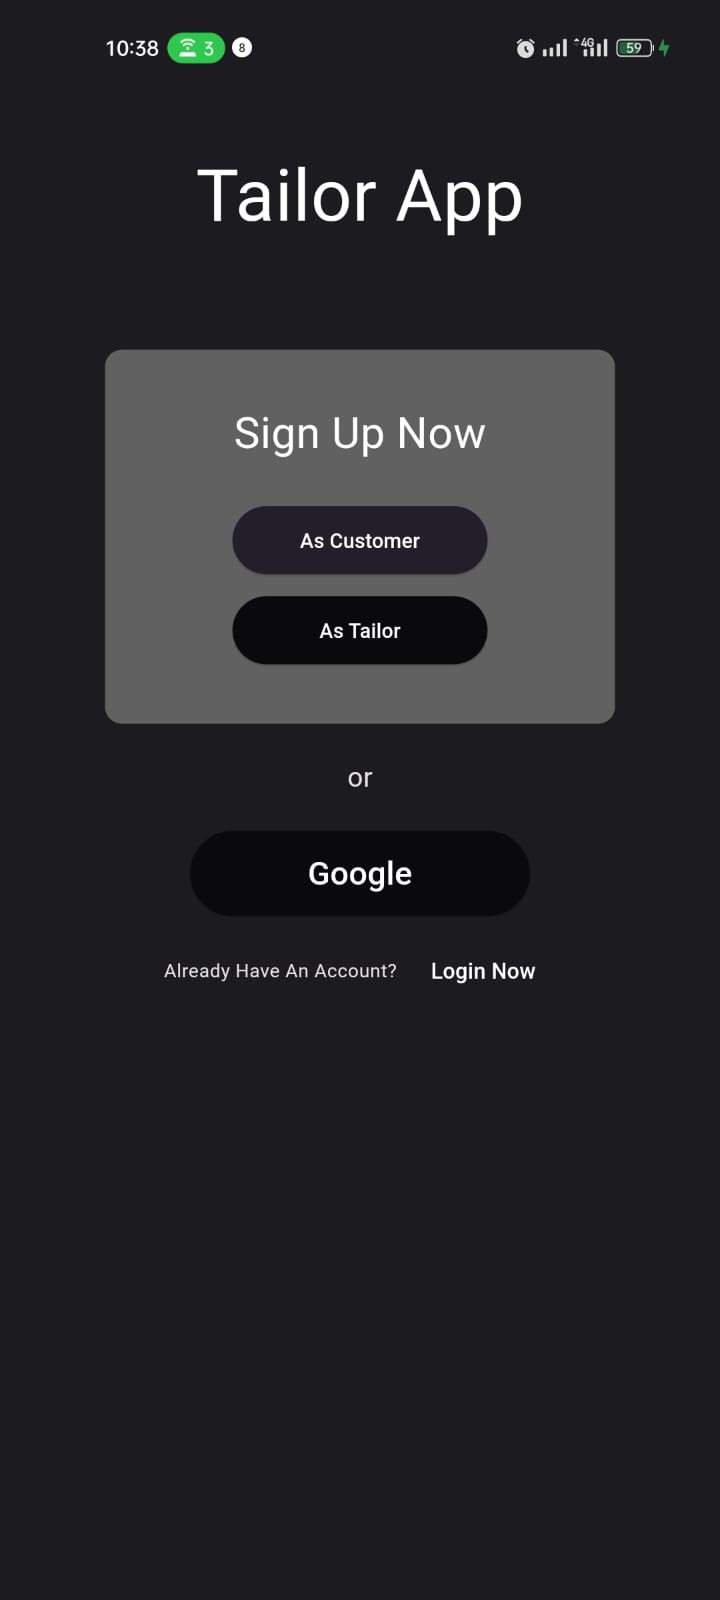 10:38 3 8 4G 59
Tailor App
Sign Up Now
As Customer
As Tailor
or
Google
Already Have An Account? Login Now